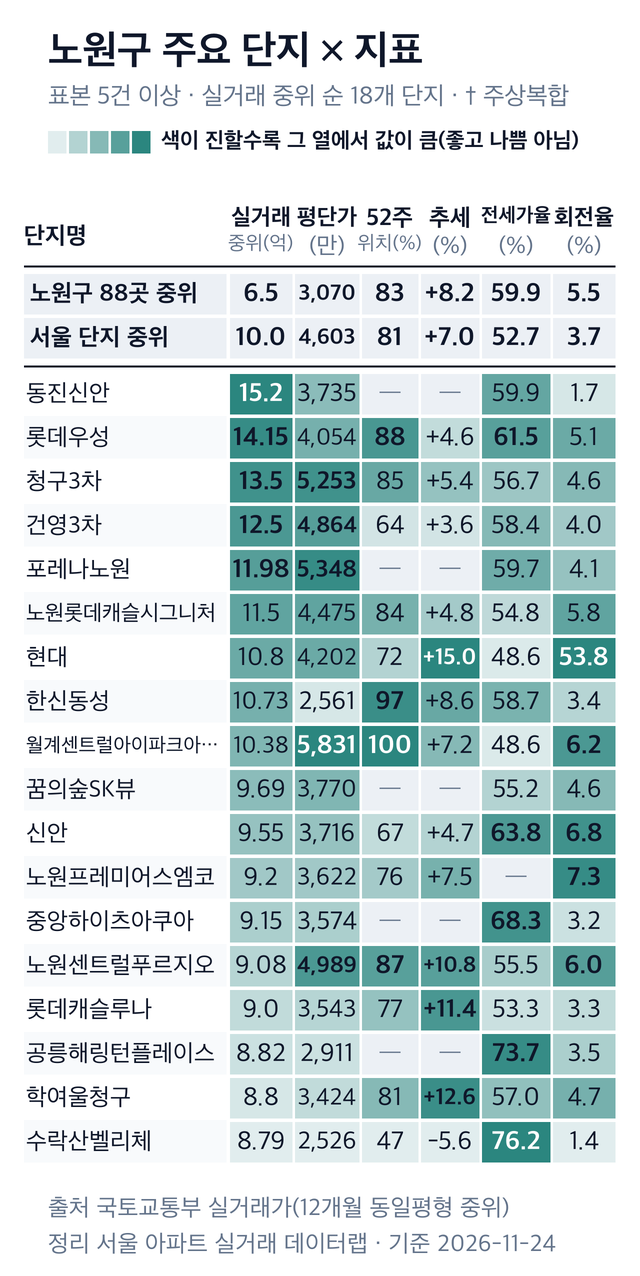 노원구 주요 단지 × 지표
표본 5건 이상 · 실거래 중위 순 18개 단지 · † 주상복합
색이 진할수록 그 열에서 값이 큼(좋고 나쁨 아님)
단지명 실거래 중위(억) 평단가 (만) 52주 위치(%) 추세 (%) 전세가율 (%) 회전율 (%)
노원구 88곳 중위 6.5 3,070 83 +8.2 59.9 5.5
서울 단지 중위 10.0 4,603 81 +7.0 52.7 3.7
동진신안 15.2 3,735 — — 59.9 1.7
롯데우성 14.15 4,054 88 +4.6 61.5 5.1
청구3차 13.5 5,253 85 +5.4 56.7 4.6
건영3차 12.5 4,864 64 +3.6 58.4 4.0
포레나노원 11.98 5,348 — — 59.7 4.1
노원롯데캐슬시그니처 11.5 4,475 84 +4.8 54.8 5.8
현대 10.8 4,202 72 +15.0 48.6 53.8
한신동성 10.73 2,561 97 +8.6 58.7 3.4
월계센트럴아이파크아… 10.38 5,831 100 +7.2 48.6 6.2
꿈의숲SK뷰 9.69 3,770 — — 55.2 4.6
신안 9.55 3,716 67 +4.7 63.8 6.8
노원프레미어스엠코 9.2 3,622 76 +7.5 — 7.3
중앙하이츠아쿠아 9.15 3,574 — — 68.3 3.2
노원센트럴푸르지오 9.08 4,989 87 +10.8 55.5 6.0
롯데캐슬루나 9.0 3,543 77 +11.4 53.3 3.3
공릉해링턴플레이스 8.82 2,911 — — 73.7 3.5
학여울청구 8.8 3,424 81 +12.6 57.0 4.7
수락산벨리체 8.79 2,526 47 -5.6 76.2 1.4
출처 국토교통부 실거래가(12개월 동일평형 중위)
정리 서울 아파트 실거래 데이터랩 · 기준 2026-11-24